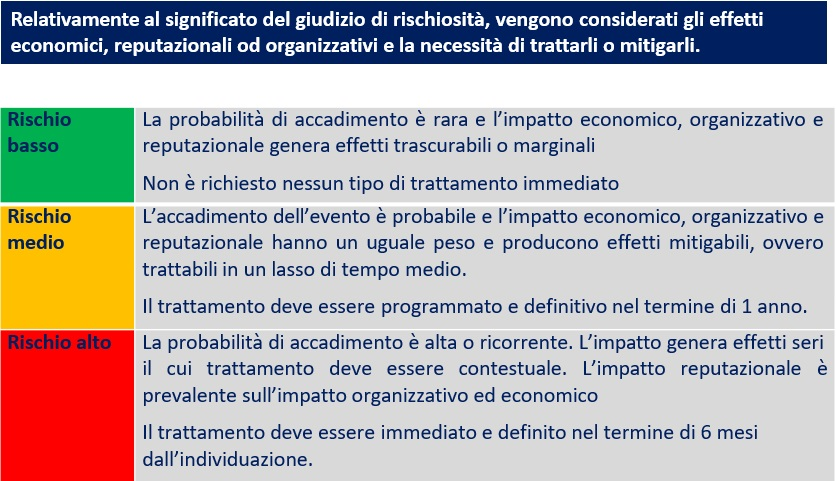 Relativamente al significato del giudizio di rischiosità, vengono considerati gli effetti
economici, reputazionali od organizzativi e la necessità di trattarli o mitigarli.
Rischio
basso
La probabilità di accadimento è rara e l'impatto economico, organizzativo e
reputazionale genera effetti trascurabili o marginali
Non è richiesto nessun tipo di trattamento immediato
Rischio
medio
L'accadimento dell'evento è probabile e l'impatto economico, organizzativo e
reputazionale hanno un uguale peso e producono effetti mitigabili, ovvero
trattabili in un lasso di tempo medio.
Il trattamento deve essere programmato e definitivo nel termine di 1 anno.
Rischio alto
La probabilità di accadimento è alta o ricorrente. L'impatto genera effetti seri
il cui trattamento deve essere contestuale. L'impatto reputazionale è
prevalente sull'impatto organizzativo ed economico
Il trattamento deve essere immediato e definito nel termine di 6 mesi
dall'individuazione.